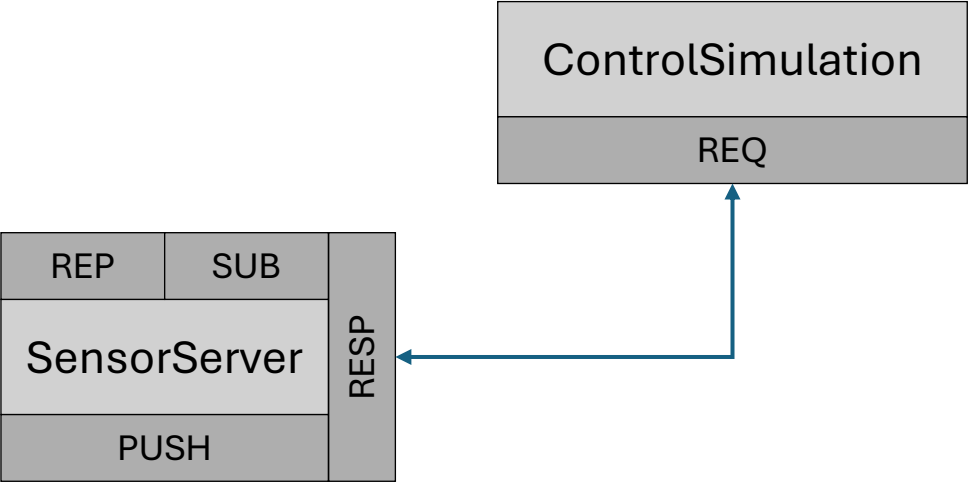 ControlSimulation
REQ
REP
SUB
SensorServer
RESP
PUSH